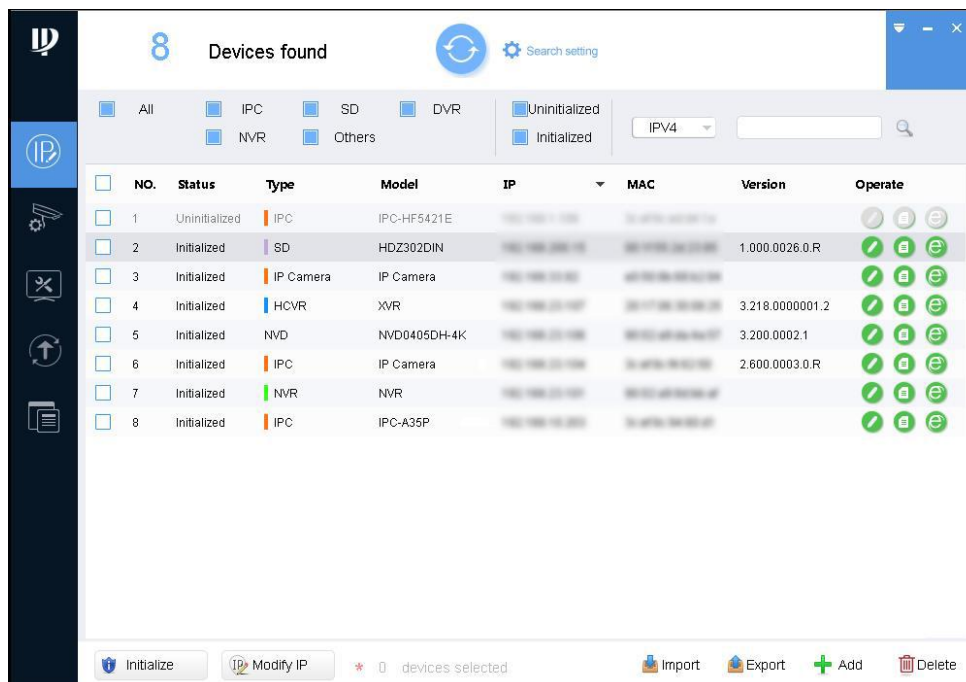 8 Devices found Search setting
All IPC SD DVR Uninitialized
NVR Others Initialized
IPV4
NO. Status Type Model IP MAC Version Operate
1 Uninitialized IPC IPC-HF5421E
2 Initialized SD HDZ302DIN 1.000.0026.0.R
3 Initialized IP Camera IP Camera
4 Initialized HCVR XVR 3.218.0000001.2
5 Initialized NVD NVD0405DH-4K 3.200.0002.1
6 Initialized IPC IP Camera 2.600.0003.0.R
7 Initialized NVR NVR
8 Initialized IPC IPC-A35P
Initialize IP Modify IP * 0 devices selected Import Export Add Delete